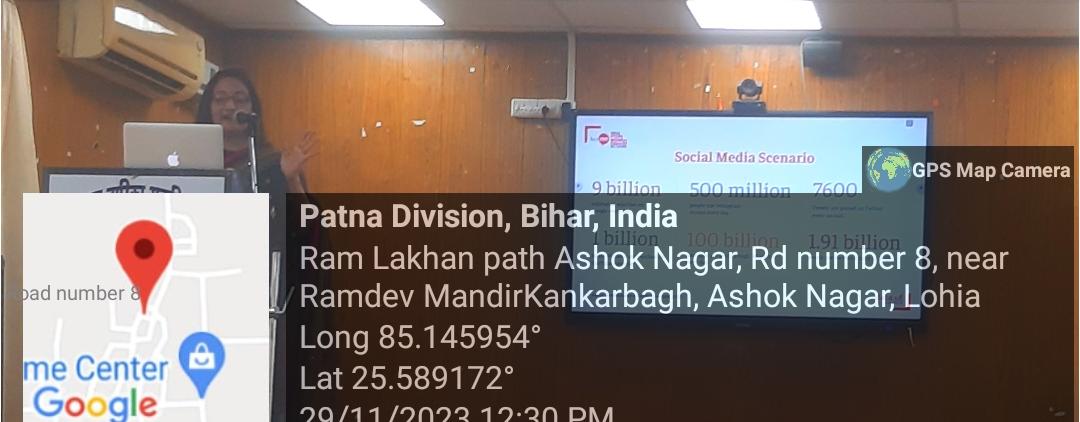 Social Media Scenario
GPS Map Camera
9 billion
500 million
7600
1 billion
100 billion
1.91 billion
Patna Division, Bihar, India
Ram Lakhan path Ashok Nagar, Rd number 8, near
Ramdev MandirKankarbagh, Ashok Nagar, Lohia
Long 85.145954°
Lat 25.589172°
29/11/2023 12:30 PM
oad number 8
me Center
Google